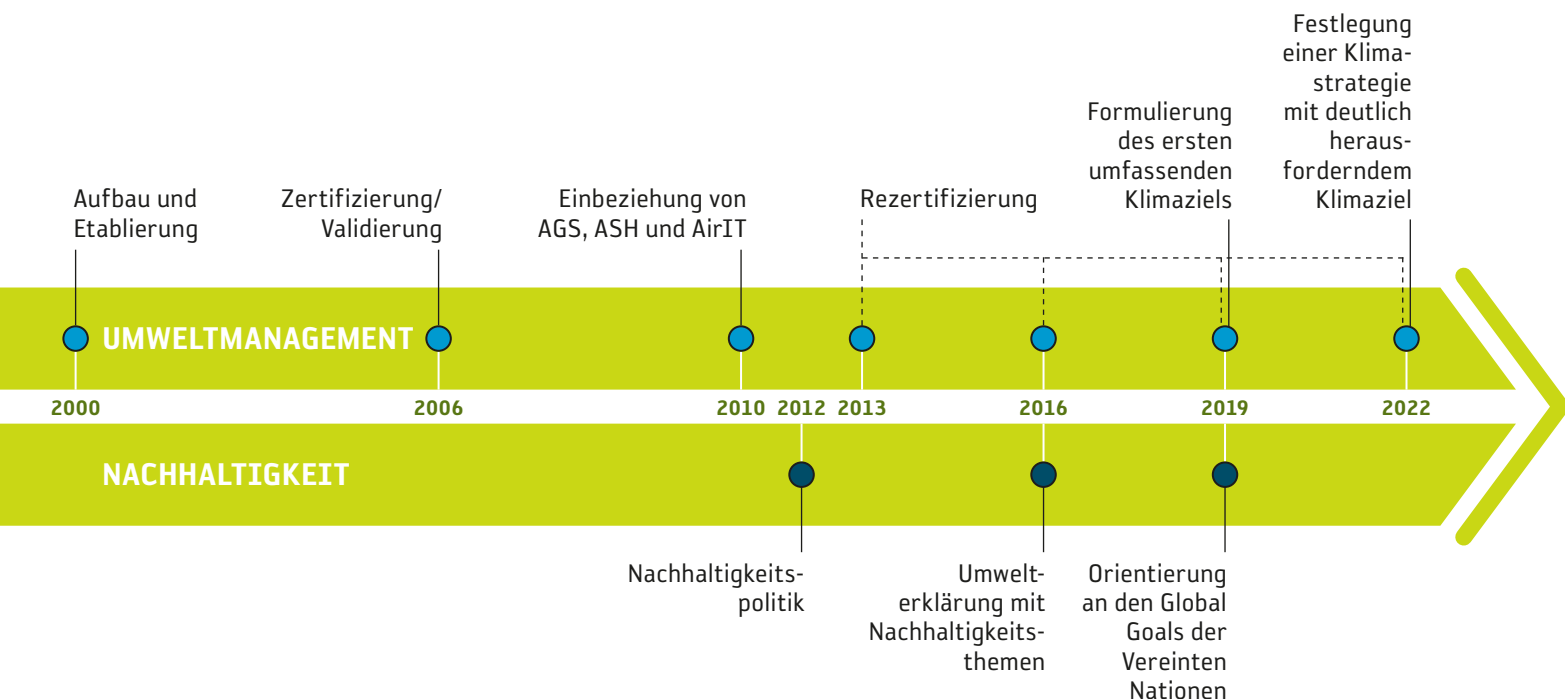 Festlegung
einer Klima-
strategie
mit deutlich
heraus-
forderndem
Klimaziel
Formulierung
des ersten
umfassenden
Klimaziels
Aufbau und
Etablierung
Zertifizierung/
Validierung
Einbeziehung von
AGS, ASH und AirIT
Rezertifizierung
UMWELTMANAGEMENT
2000 2006 2010 2012 2013 2016 2019 2022
NACHHALTIGKEIT
Nachhaltigkeits-
politik
Umwelt-
erklärung mit
Nachhaltigkeits-
themen
Orientierung
an den Global
Goals der
Vereinten
Nationen